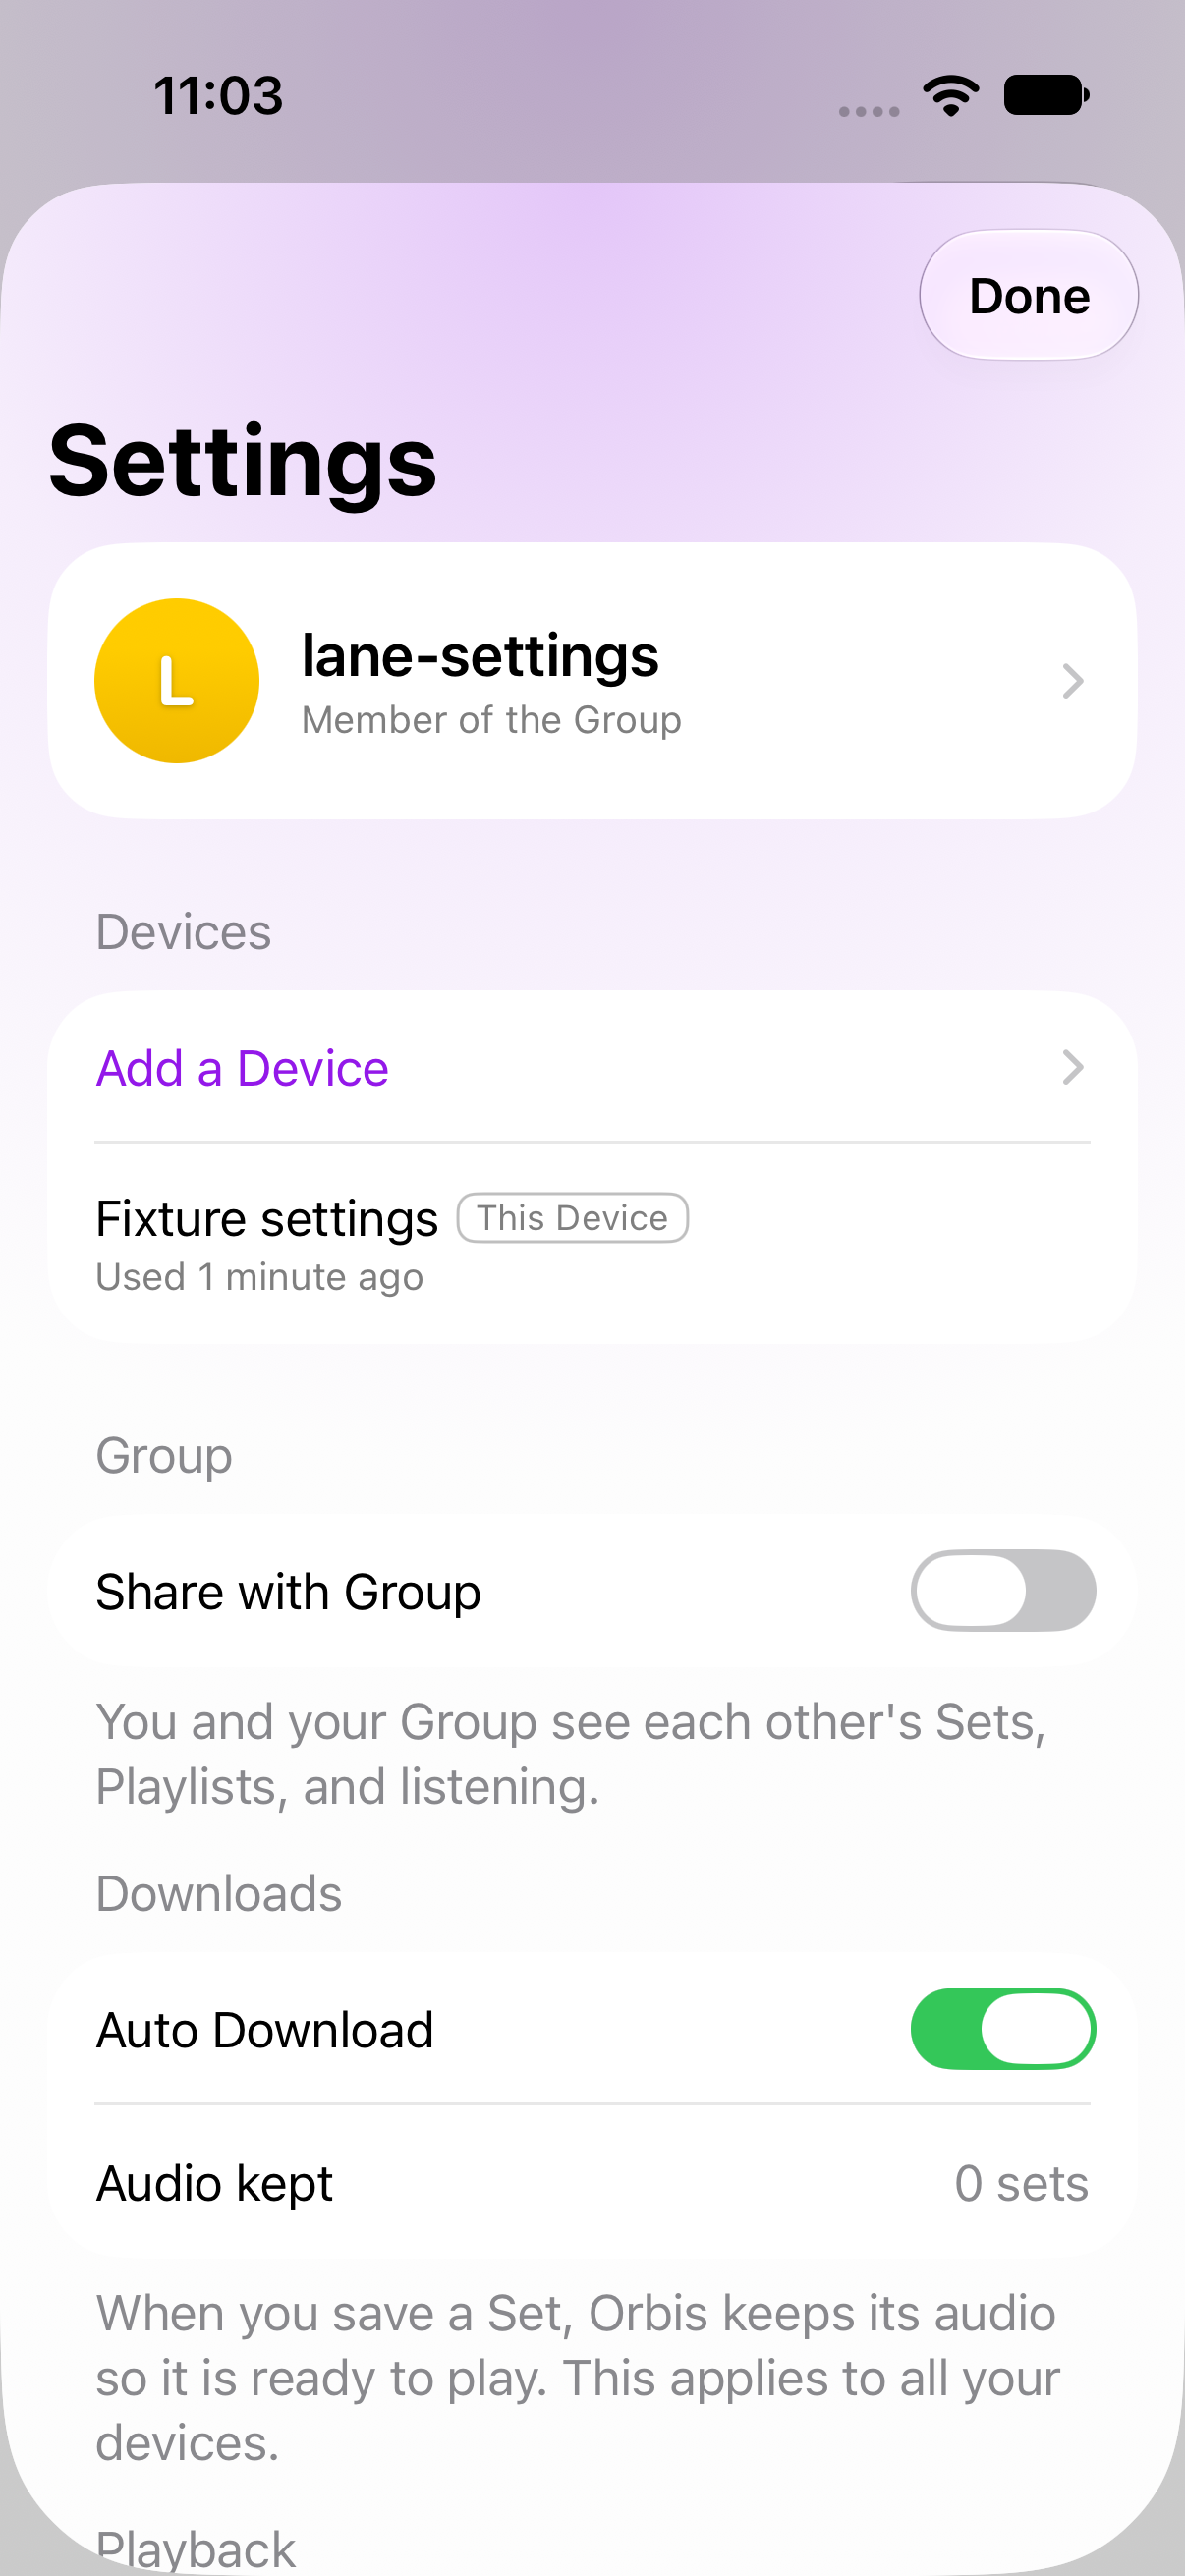 11:03
Done
Settings
L
lane-settings
Member of the Group
Devices
Add a Device
Fixture settings This Device
Used 1 minute ago
Group
Share with Group
You and your Group see each other's Sets,
Playlists, and listening.
Downloads
Auto Download
Audio kept 0 sets
When you save a Set, Orbis keeps its audio
so it is ready to play. This applies to all your
devices.
Playback